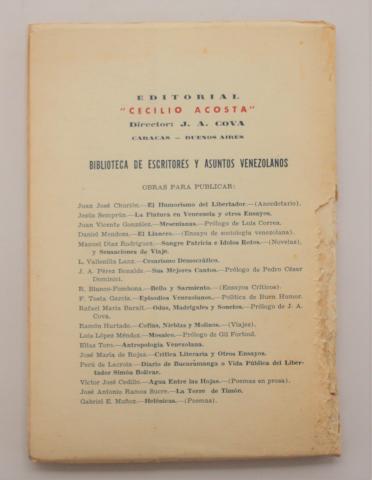 EDITORIAL
"CECILIO ACOSTA"
Director: J. A. COVA
CARACAS — BUENOS AIRES
BIBLIOTECA DE ESCRITORES Y ASUNTOS VENEZOLANOS
OBRAS PARA PUBLICAR:
Juan José Churión.—El Humorismo del Libertador.—(Anecdotario).
Jesús Semprún.—La Pintura en Venezuela y otros Ensayos.
Juan Vicente González.—Mesenianas.—Prólogo de Luis Correa.
Daniel Mendoza.—El Llanero.—(Ensayo de sociología venezolana).
Manuel Díaz Rodríguez.—Sangre Patricia e Idolos Rotos.—(Novelas),
y Sensaciones de Viaje.
L. Vallenilla Lanz.—Cesarismo Democrático.
J. A. Pérez Bonalde.—Sus Mejores Cantos.—Prólogo de Pedro César
Dominici.
R. Blanco-Fombona.—Bello y Sarmiento.—(Ensayos Críticos).
F. Tosta García.—Episodios Venezolanos.—Política de Buen Humor.
Rafael María Baralt.—Odas, Madrigales y Sonetos.—Prólogo de J. A.
Cova.
Ramón Hurtado.—Cofias, Nieblas y Molinos.—(Viajes).
Luis López Méndez.—Mosaico.—Prólogo de Gil Fortoul.
Elías Toro.—Antropología Venezolana.
José María de Rojas.—Crítica Literaria y Otros Ensayos.
Perú de Lacroix.—Diario de Bucaramanga o Vida Pública del Liber-
tador Simón Bolívar.
Víctor José Cedillo.—Agua Entre las Hojas.—(Poemas en prosa).
José Antonio Ramos Sucre.—La Torre de Timón.
Gabriel E. Muñoz.—Helénicas.—(Poemas).